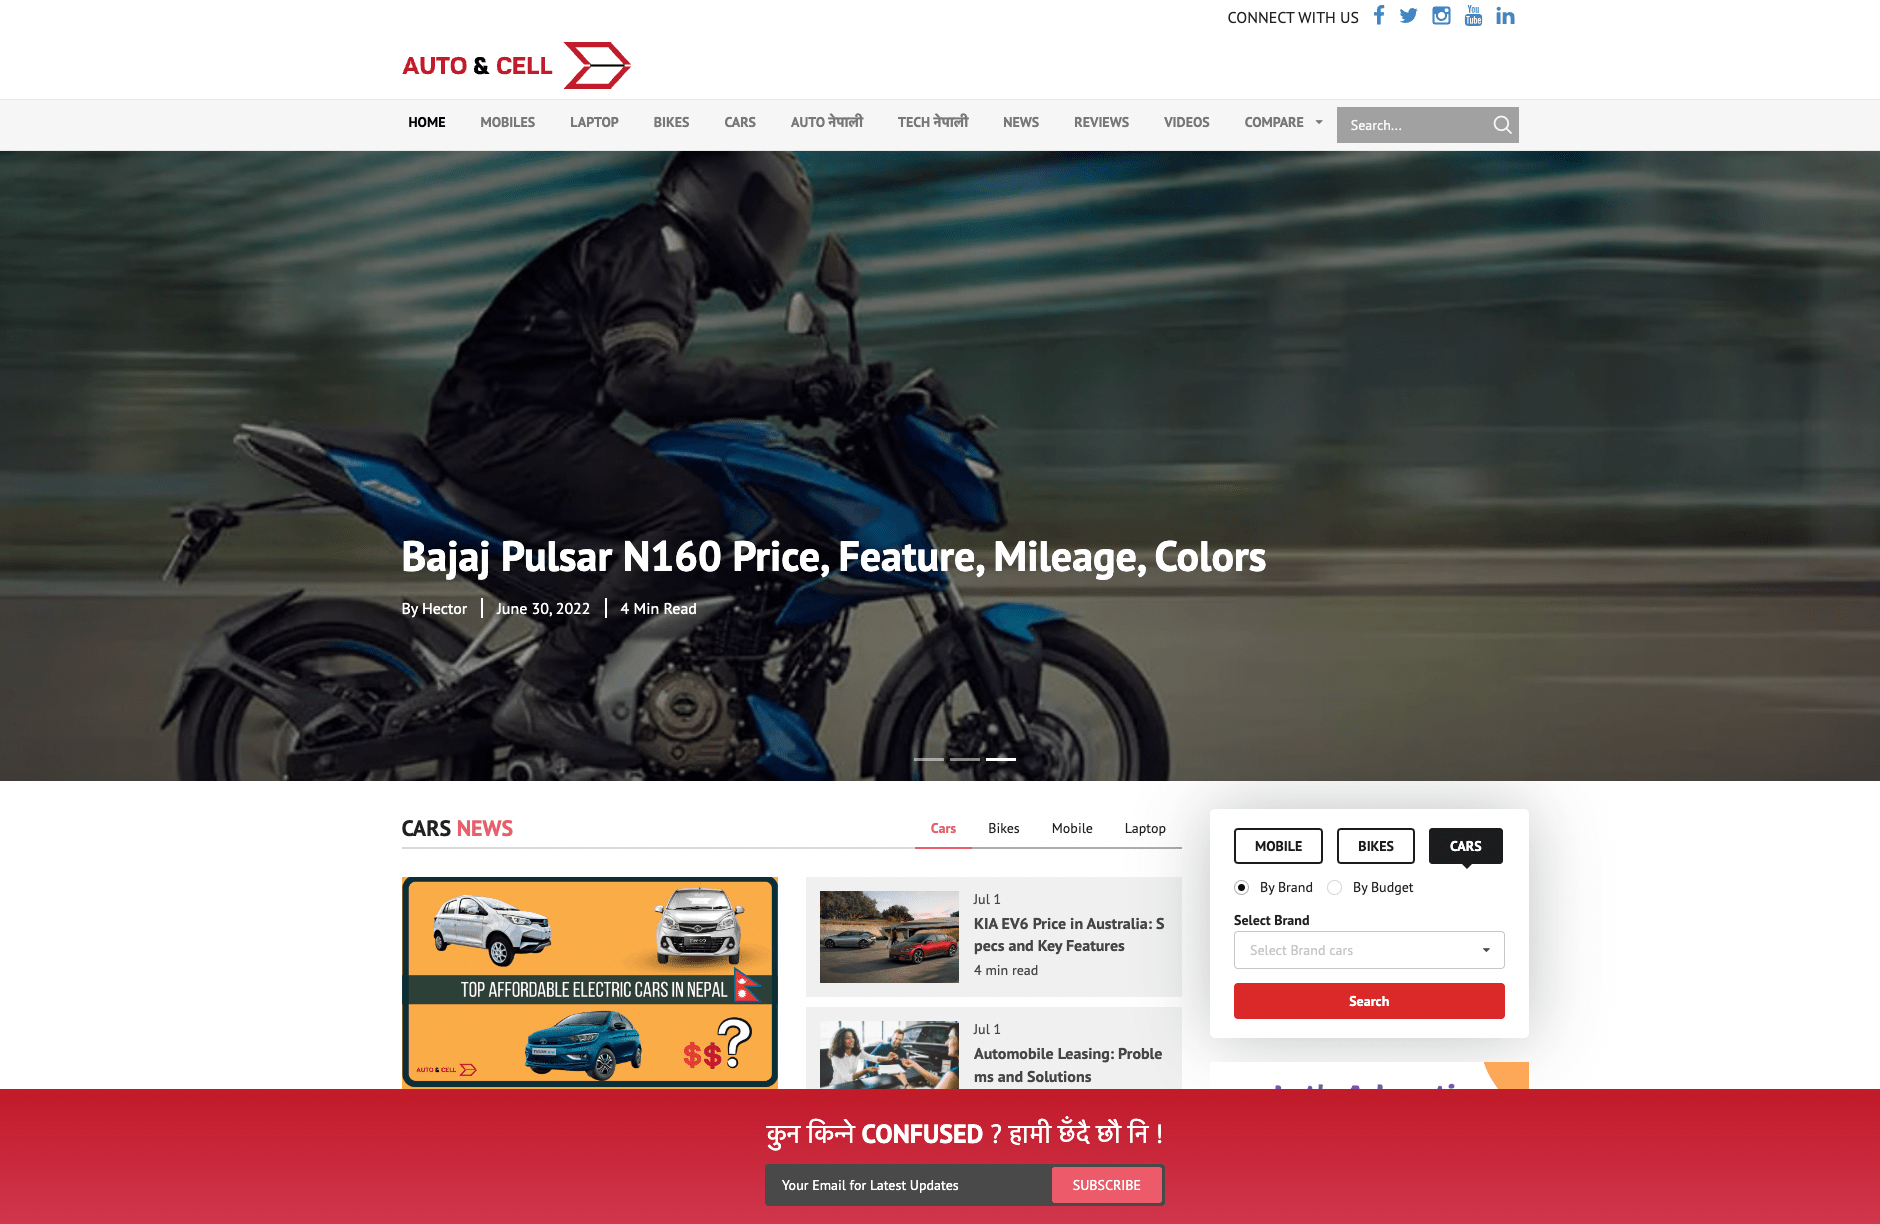 CONNECT WITH US
AUTO & CELL
HOME MOBILES LAPTOP BIKES CARS AUTO नेपाली TECH नेपाली NEWS REVIEWS VIDEOS COMPARE Search...
Bajaj Pulsar N160 Price, Feature, Mileage, Colors
By Hector June 30, 2022 4 Min Read
CARS NEWS
Cars Bikes Mobile Laptop
TOP AFFORDABLE ELECTRIC CARS IN NEPAL
$$?
AUTO & CELL
Jul 1
KIA EV6 Price in Australia: S
pecs and Key Features
4 min read
Jul 1
Automobile Leasing: Proble
ms and Solutions
MOBILE BIKES CARS
By Brand By Budget
Select Brand
Select Brand cars
Search
कुन किन्ने CONFUSED ? हामी छँदै छौ नि !
Your Email for Latest Updates SUBSCRIBE